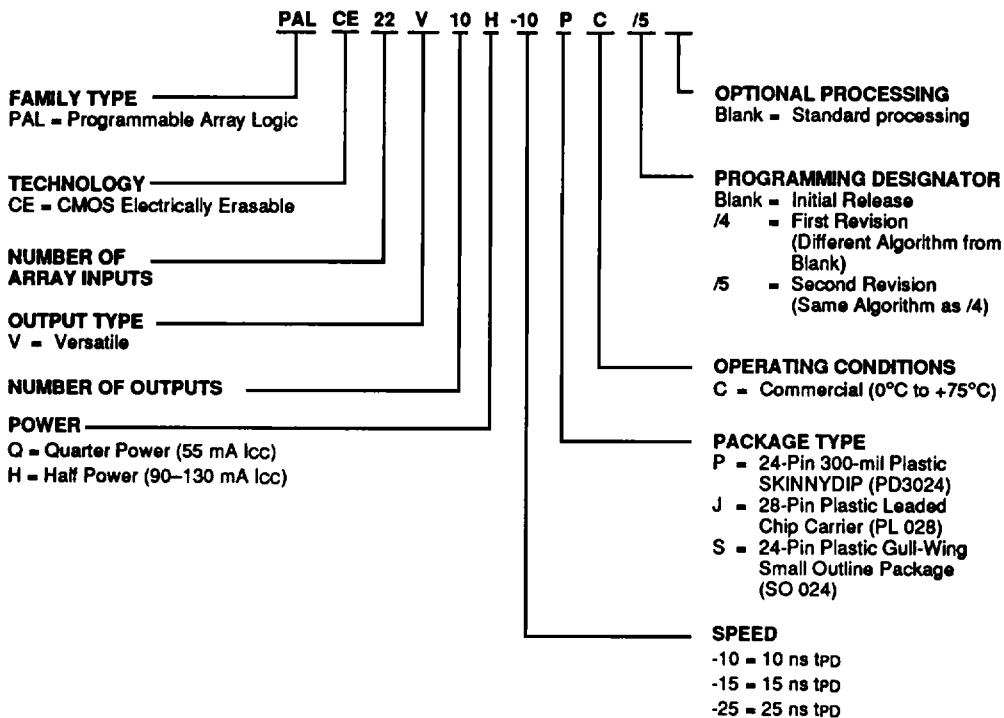 PAL CE 22 V 10 H -10 P C /5
FAMILY TYPE
PAL = Programmable Array Logic
TECHNOLOGY
CE = CMOS Electrically Erasable
NUMBER OF
ARRAY INPUTS
OUTPUT TYPE
V = Versatile
NUMBER OF OUTPUTS
POWER
Q = Quarter Power (55 mA Icc)
H = Half Power (90–130 mA Icc)
OPTIONAL PROCESSING
Blank = Standard processing
PROGRAMMING DESIGNATOR
Blank = Initial Release
/4 = First Revision
(Different Algorithm from
Blank)
/5 = Second Revision
(Same Algorithm as /4)
OPERATING CONDITIONS
C = Commercial (0°C to +75°C)
PACKAGE TYPE
P = 24-Pin 300-mil Plastic
SKINNYDIP (PD3024)
J = 28-Pin Plastic Leaded
Chip Carrier (PL 028)
S = 24-Pin Plastic Gull-Wing
Small Outline Package
(SO 024)
SPEED
-10 = 10 ns tPD
-15 = 15 ns tPD
-25 = 25 ns tPD